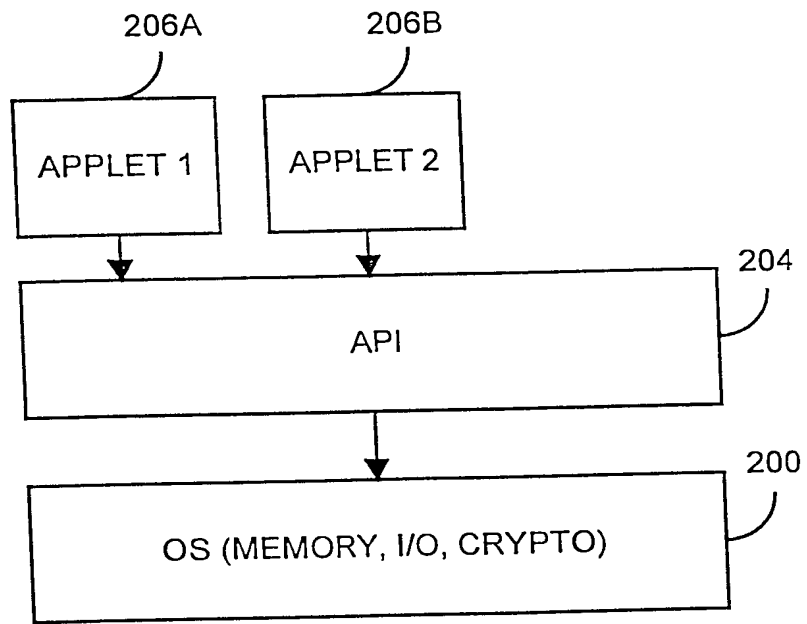 206A
206B
APPLET 1
APPLET 2
204
API
200
OS (MEMORY, I/O, CRYPTO)